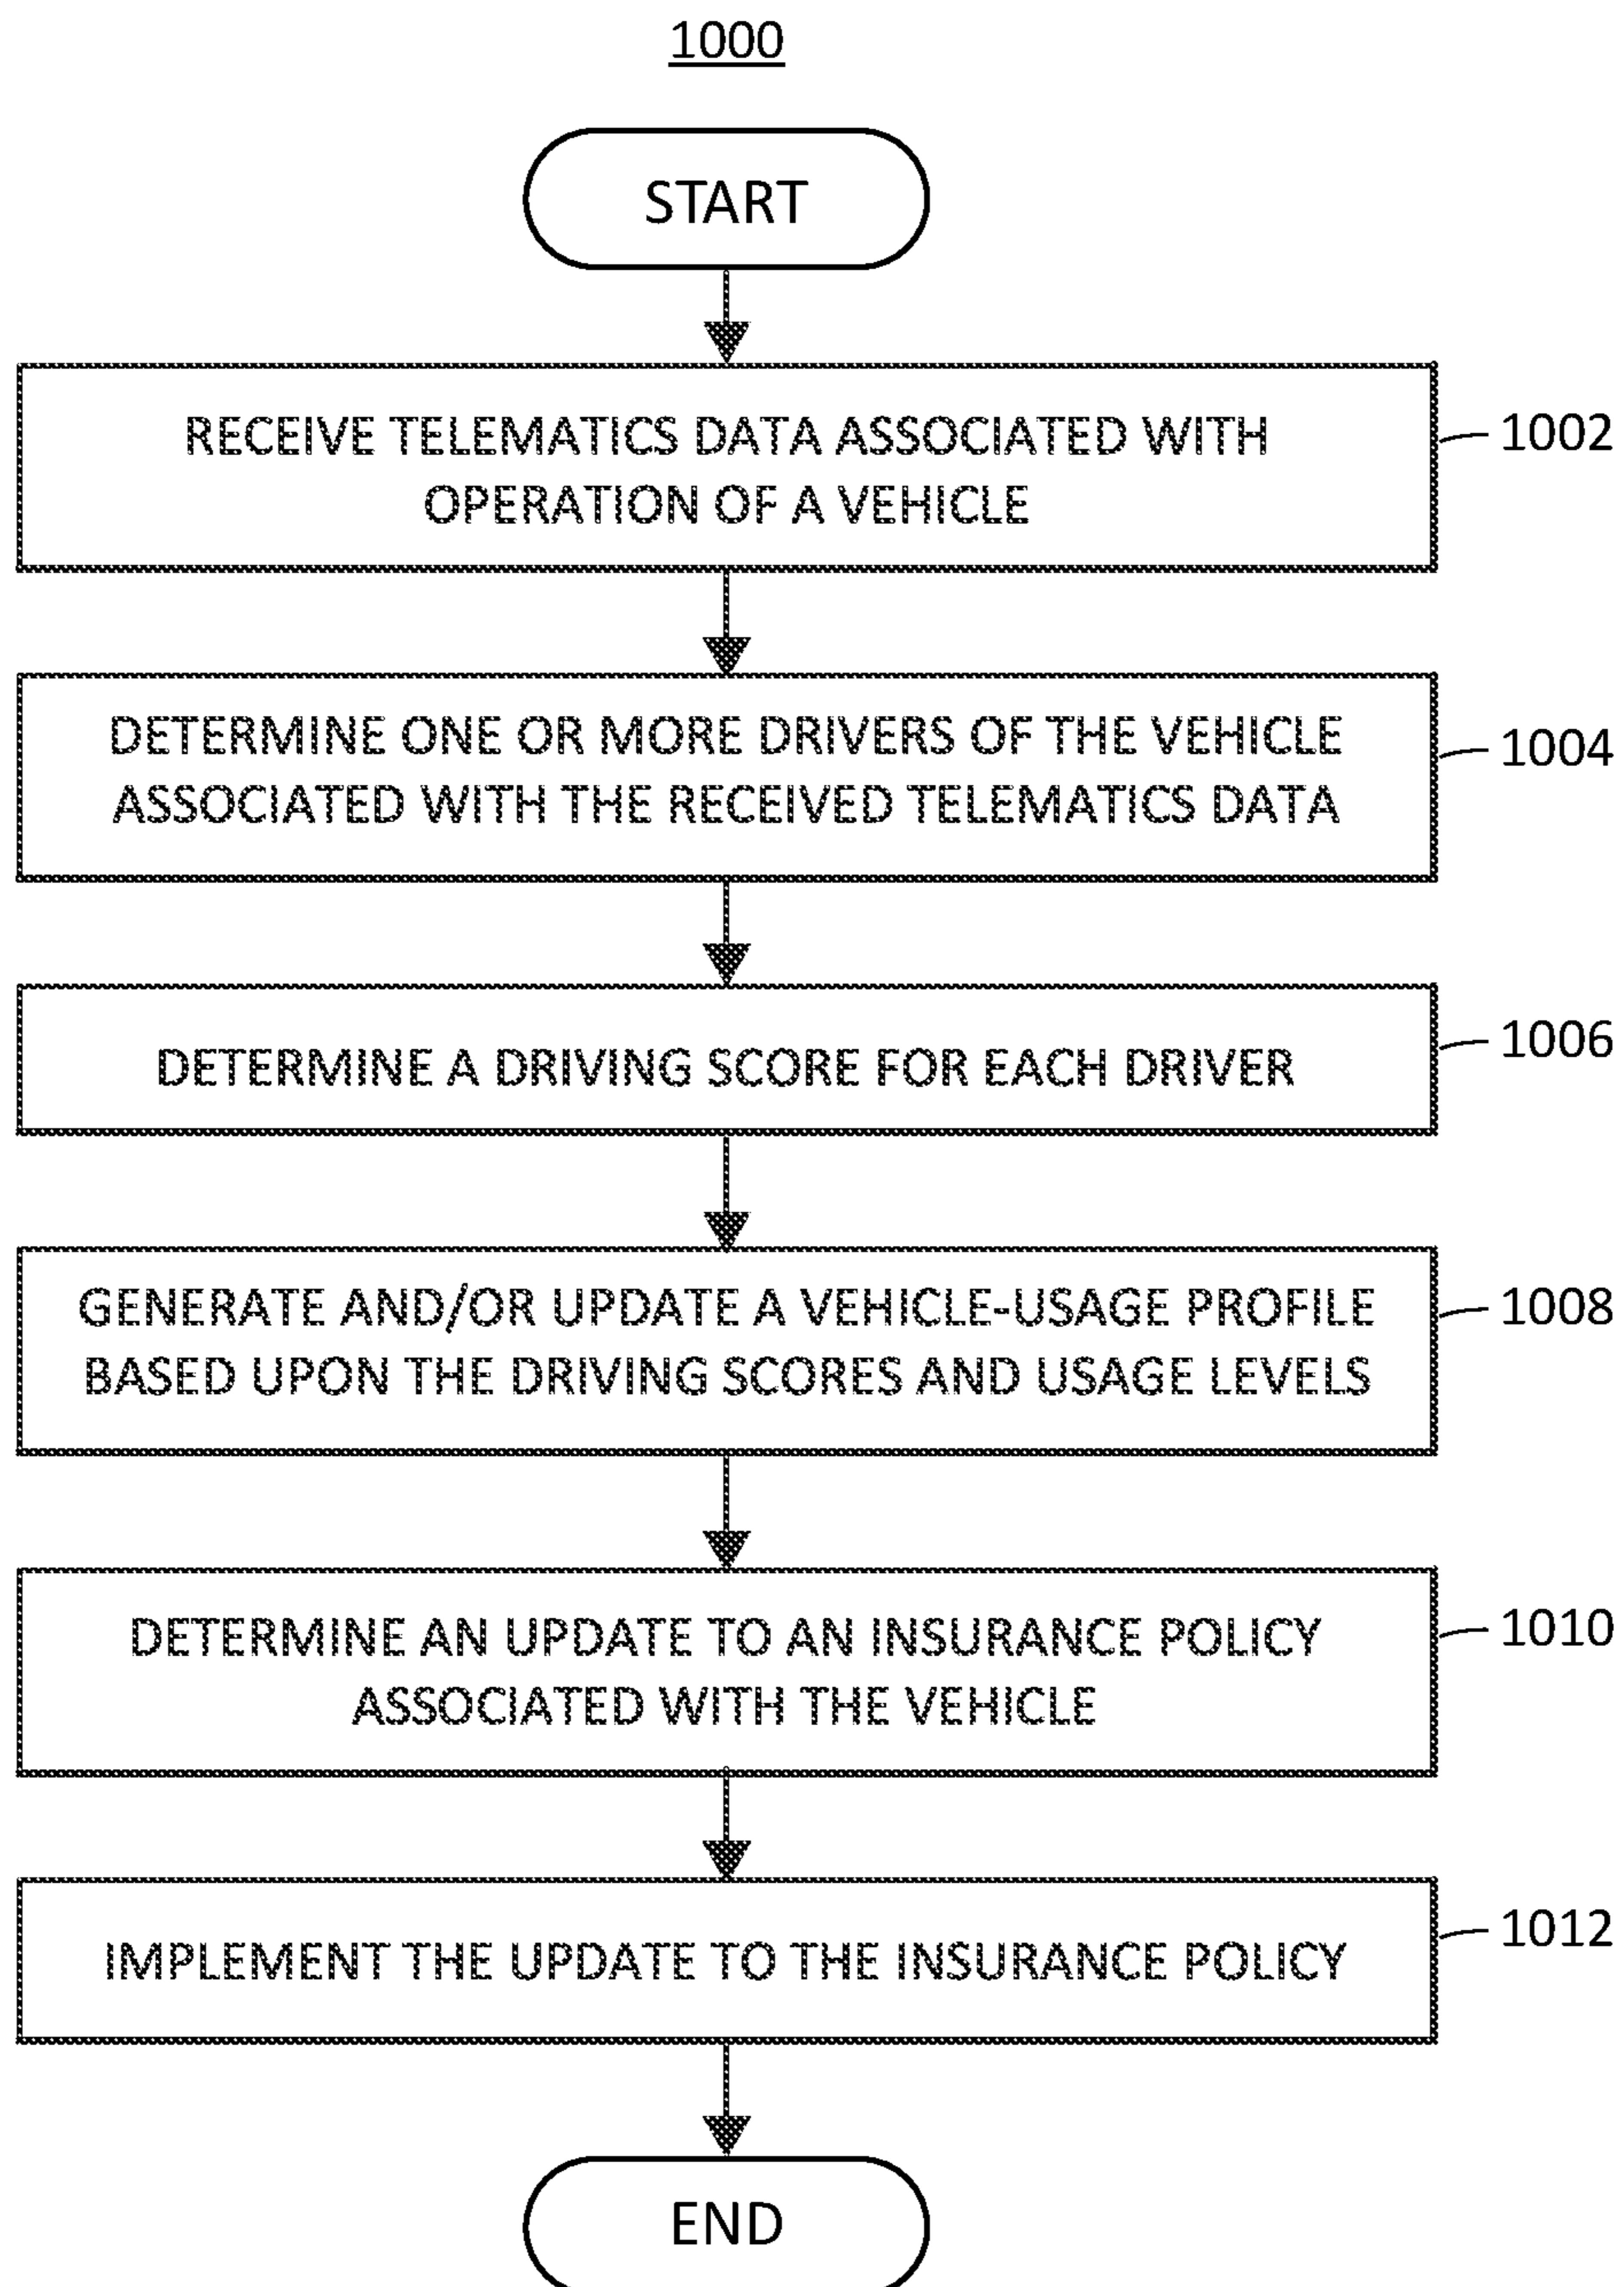 1000
START
RECEIVE TELEMATICS DATA ASSOCIATED WITH
OPERATION OF A VEHICLE
1002
DETERMINE ONE OR MORE DRIVERS OF THE VEHICLE
ASSOCIATED WITH THE RECEIVED TELEMATICS DATA
1004
DETERMINE A DRIVING SCORE FOR EACH DRIVER
1006
GENERATE AND/OR UPDATE A VEHICLE-USAGE PROFILE
BASED UPON THE DRIVING SCORES AND USAGE LEVELS
1008
DETERMINE AN UPDATE TO AN INSURANCE POLICY
ASSOCIATED WITH THE VEHICLE
1010
IMPLEMENT THE UPDATE TO THE INSURANCE POLICY
1012
END